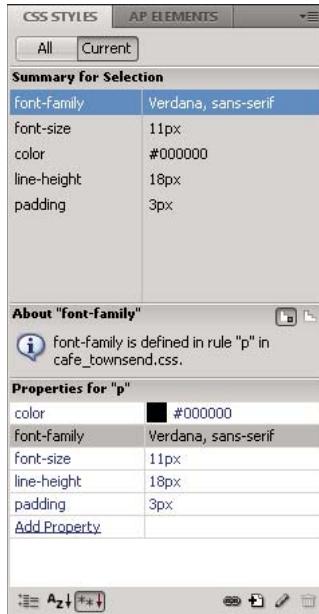 CSS STYLES AP ELEMENTS
All Current
Summary for Selection
font-family Verdana, sans-serif
font-size 11px
color #000000
line-height 18px
padding 3px
About "font-family"
font-family is defined in rule "p" in
cafe_townsend.css.
Properties for "p"
color #000000
font-family Verdana, sans-serif
font-size 11px
line-height 18px
padding 3px
Add Property
Az↓ **↓